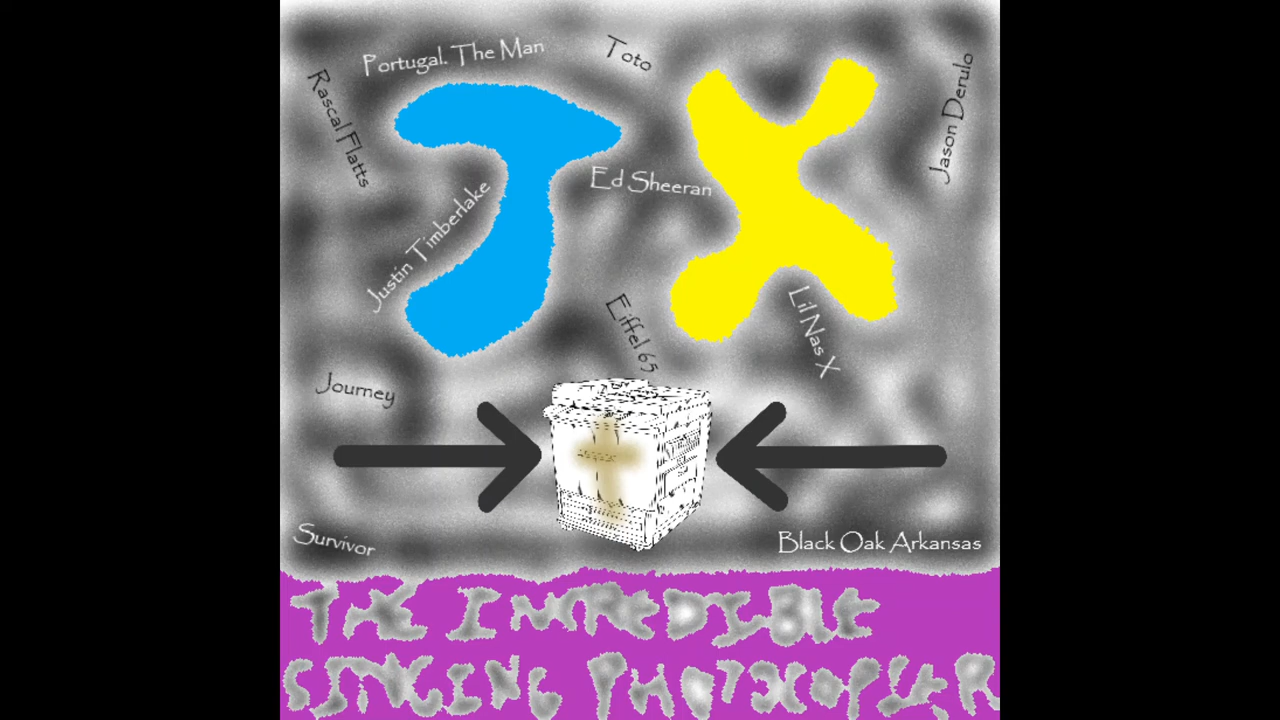 Portugal. The Man
Toto
Rascal Flatts
Jason Derulo
J X
Ed Sheeran
Justin Timberlake
Eiffel 65
Lil Nas X
Journey
Survivor
Black Oak Arkansas
THE INCREDIBLE
SINGING PHOTOCOPIER